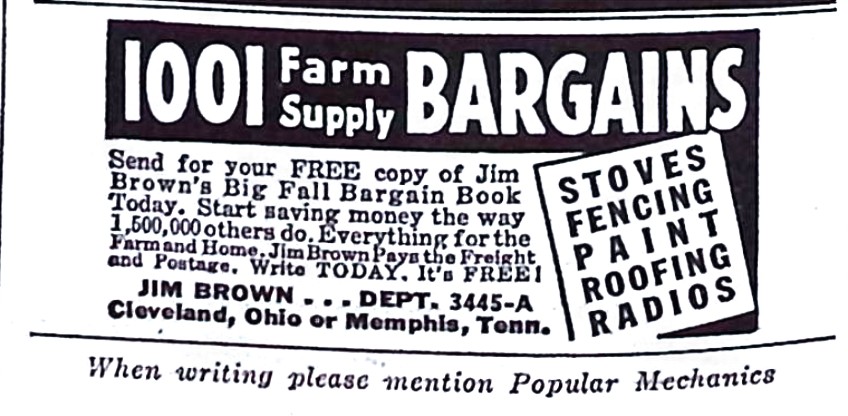 1001 Farm Supply BARGAINS
Send for your FREE copy of Jim
Brown's Big Fall Bargain Book
Today. Start saving money the way
1,500,000 others do. Everything for the
Farm and Home. Jim Brown Pays the Freight
and Postage. Write TODAY. It's FREE!
JIM BROWN . . . DEPT. 3445-A
Cleveland, Ohio or Memphis, Tenn.
STOVES
FENCING
PAINT
ROOFING
RADIOS
When writing please mention Popular Mechanics